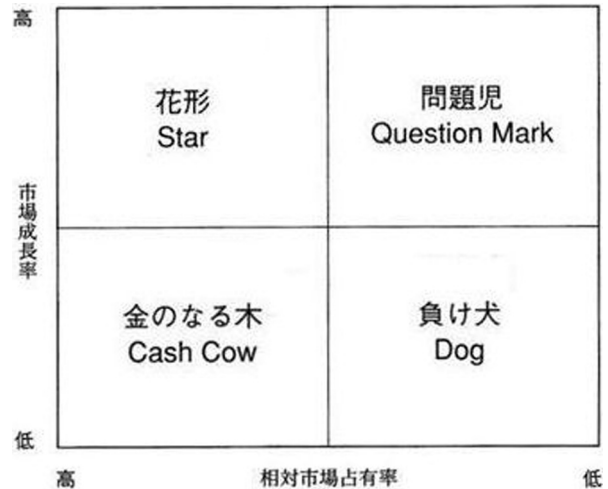 高
花形
Star
問題児
Question Mark
市場成長率
金のなる木
Cash Cow
負け犬
Dog
低
高
相対市場占有率
低